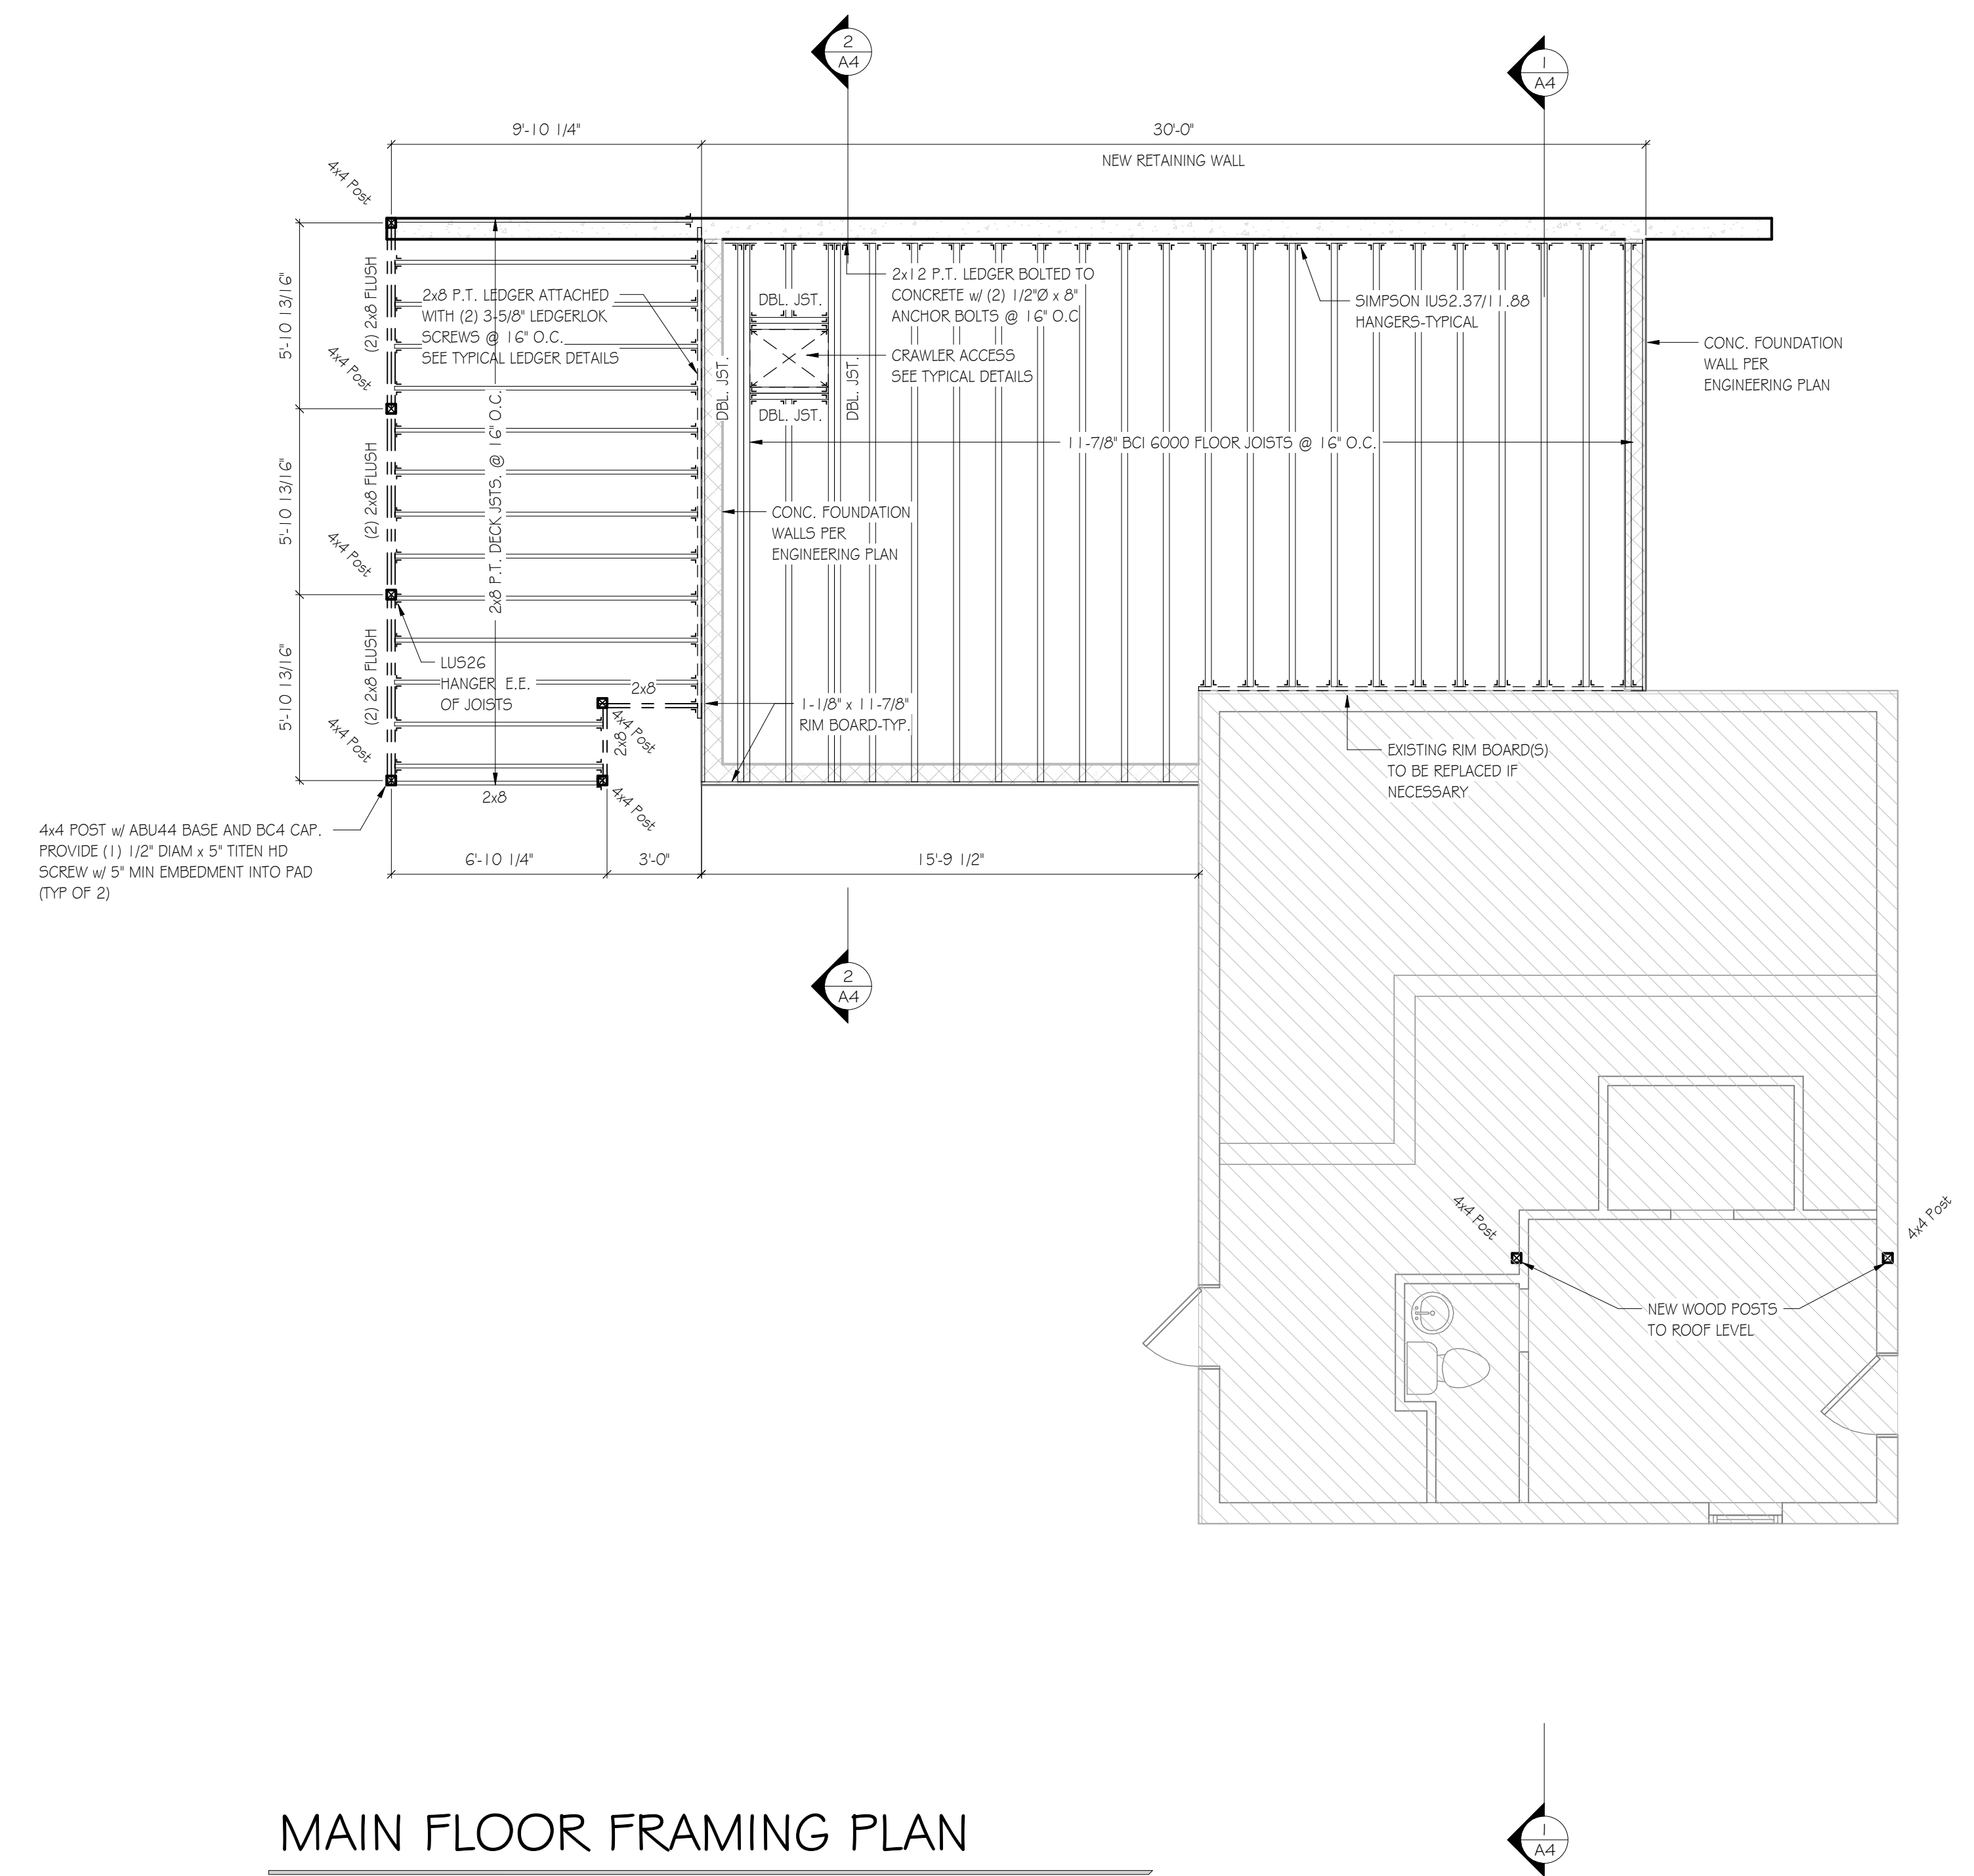 2
A4
1
A4
9'-10 1/4"
30'-0"
NEW RETAINING WALL
4x4 Post
5'-10 13/16"
(2) 2x8 FLUSH
4x4 Post
5'-10 13/16"
(2) 2x8 FLUSH
4x4 Post
5'-10 13/16"
(2) 2x8 FLUSH
4x4 Post
2x8 P.T. LEDGER ATTACHED
WITH (2) 3-5/8" LEDGERLOK
SCREWS @ 16" O.C.
SEE TYPICAL LEDGER DETAILS
2x8 P.T. DECK JSTS. @ 16" O.C.
DBL. JST.
DBL. JST.
DBL. JST.
DBL. JST.
2x12 P.T. LEDGER BOLTED TO
CONCRETE w/ (2) 1/2"Ø x 8"
ANCHOR BOLTS @ 16" O.C
CRAWLER ACCESS
SEE TYPICAL DETAILS
SIMPSON IUS2.37/11.88
HANGERS-TYPICAL
CONC. FOUNDATION
WALL PER
ENGINEERING PLAN
11-7/8" BCI 6000 FLOOR JOISTS @ 16" O.C.
CONC. FOUNDATION
WALLS PER
ENGINEERING PLAN
LUS26
HANGER E.E.
OF JOISTS
2x8
4x4 Post
2x8
1-1/8" x 11-7/8"
RIM BOARD-TYP.
EXISTING RIM BOARD(S)
TO BE REPLACED IF
NECESSARY
2x8
4x4 Post
4x4 POST w/ ABU44 BASE AND BC4 CAP.
PROVIDE (1) 1/2" DIAM x 5" TITEN HD
SCREW w/ 5" MIN EMBEDMENT INTO PAD
(TYP OF 2)
6'-10 1/4"
3'-0"
15'-9 1/2"
2
A4
4x4 Post
4x4 Post
NEW WOOD POSTS
TO ROOF LEVEL
MAIN FLOOR FRAMING PLAN
1
A4